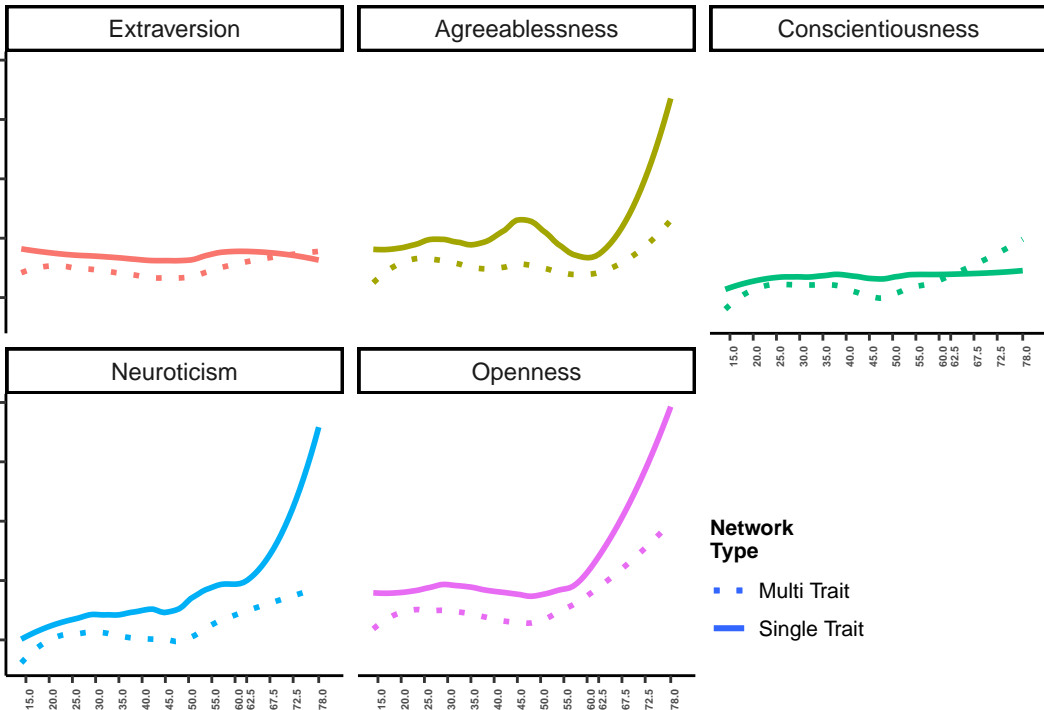 Extraversion
Agreeablessness
Conscientiousness
15.0 20.0 25.0 30.0 35.0 40.0 45.0 50.0 55.0 60.0 62.5 67.5 72.5 78.0
Neuroticism
Openness
Network
Type
Multi Trait
Single Trait
15.0 20.0 25.0 30.0 35.0 40.0 45.0 50.0 55.0 60.0 62.5 67.5 72.5 78.0
15.0 20.0 25.0 30.0 35.0 40.0 45.0 50.0 55.0 60.0 62.5 67.5 72.5 78.0